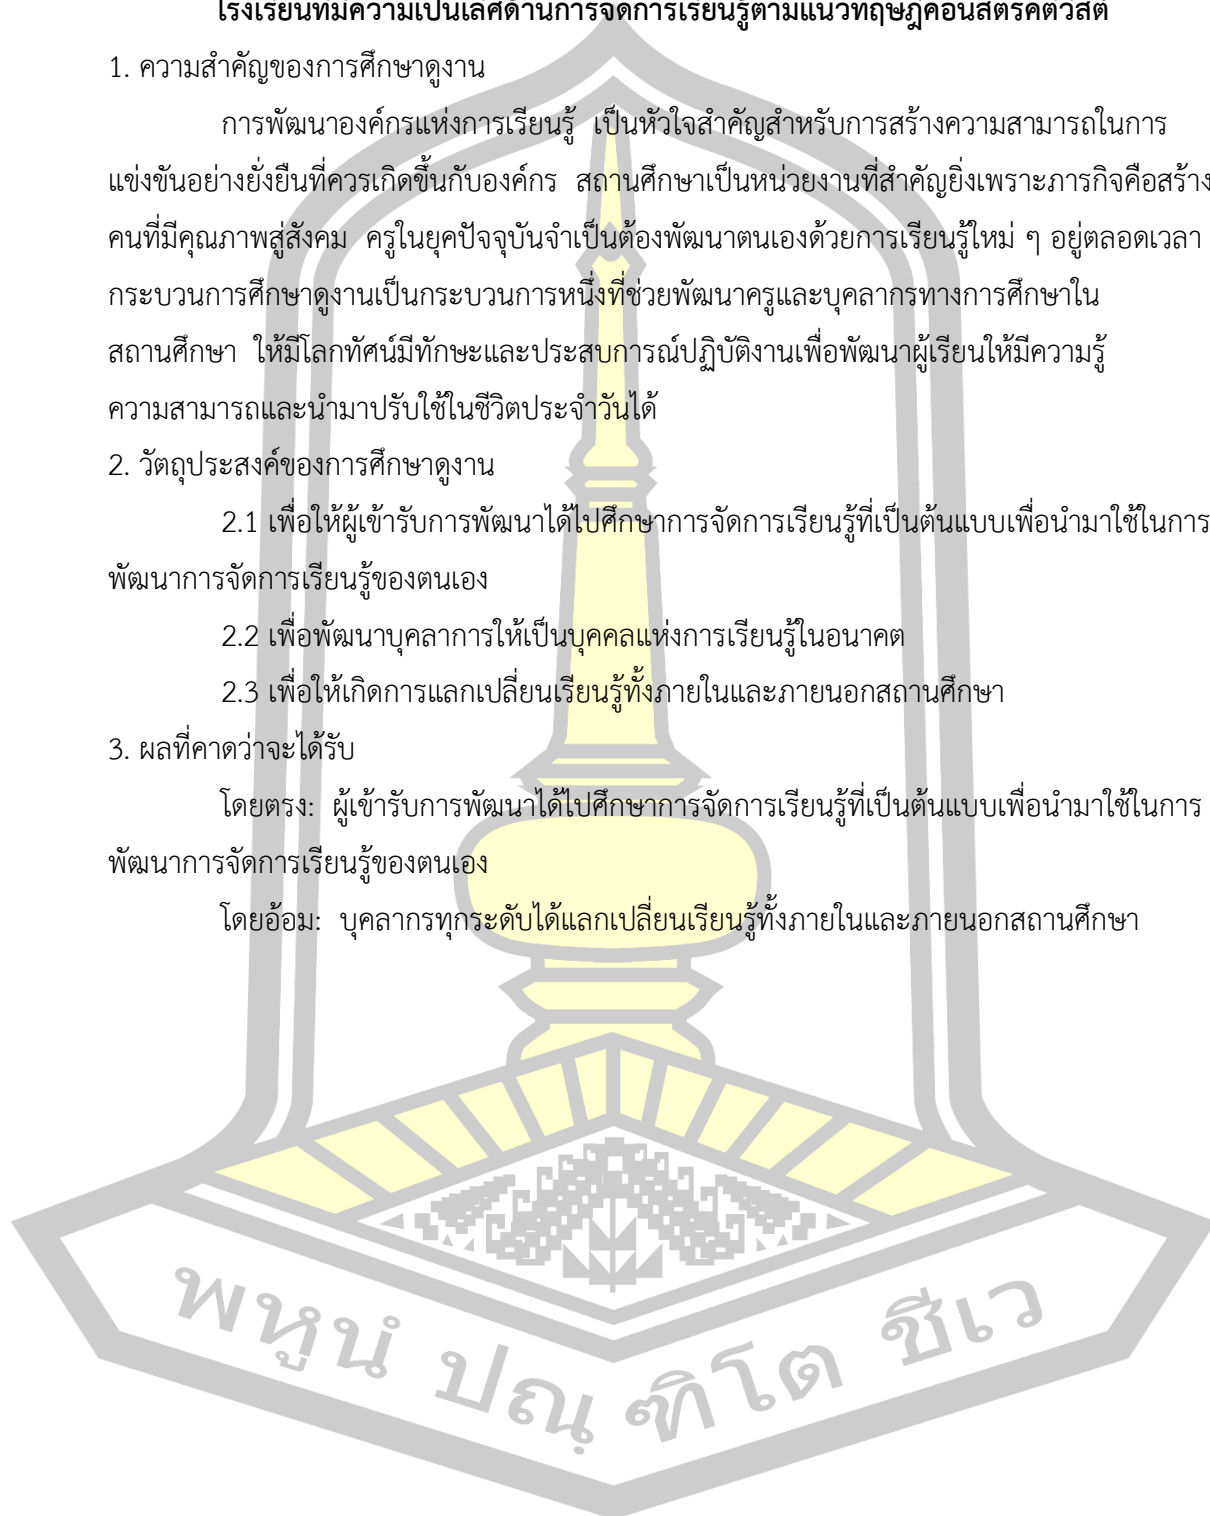 โรงเรียนที่มีความเป็นเลิศด้านการจัดการเรียนรู้ตามแนวทฤษฎีคอนสตรัคติวิสต์
1. ความสำคัญของการศึกษาดูงาน
การพัฒนาองค์กรแห่งการเรียนรู้ เป็นหัวใจสำคัญสำหรับการสร้างความสามารถในการ
แข่งขันอย่างยั่งยืนที่ควรเกิดขึ้นกับองค์กร สถานศึกษาเป็นหน่วยงานที่สำคัญยิ่งเพราะภารกิจคือสร้าง
คนที่มีคุณภาพสู่สังคม ครูในยุคปัจจุบันจำเป็นต้องพัฒนาตนเองด้วยการเรียนรู้ใหม่ ๆ อยู่ตลอดเวลา
กระบวนการศึกษาดูงานเป็นกระบวนการหนึ่งที่ช่วยพัฒนาครูและบุคลากรทางการศึกษาใน
สถานศึกษา ให้มีโลกทัศน์มีทักษะและประสบการณ์ปฏิบัติงานเพื่อพัฒนาผู้เรียนให้มีความรู้
ความสามารถและนำมาปรับใช้ในชีวิตประจำวันได้
2. วัตถุประสงค์ของการศึกษาดูงาน
2.1 เพื่อให้ผู้เข้ารับการพัฒนาได้ไปศึกษาการจัดการเรียนรู้ที่เป็นต้นแบบเพื่อนำมาใช้ในการ
พัฒนาการจัดการเรียนรู้ของตนเอง
2.2 เพื่อพัฒนาบุคลาการให้เป็นบุคคลแห่งการเรียนรู้ในอนาคต
2.3 เพื่อให้เกิดการแลกเปลี่ยนเรียนรู้ทั้งภายในและภายนอกสถานศึกษา
3. ผลที่คาดว่าจะได้รับ
โดยตรง: ผู้เข้ารับการพัฒนาได้ไปศึกษาการจัดการเรียนรู้ที่เป็นต้นแบบเพื่อนำมาใช้ในการ
พัฒนาการจัดการเรียนรู้ของตนเอง
โดยอ้อม: บุคลากรทุกระดับได้แลกเปลี่ยนเรียนรู้ทั้งภายในและภายนอกสถานศึกษา
พหูนํ ปณฺฑิโต ชีเว